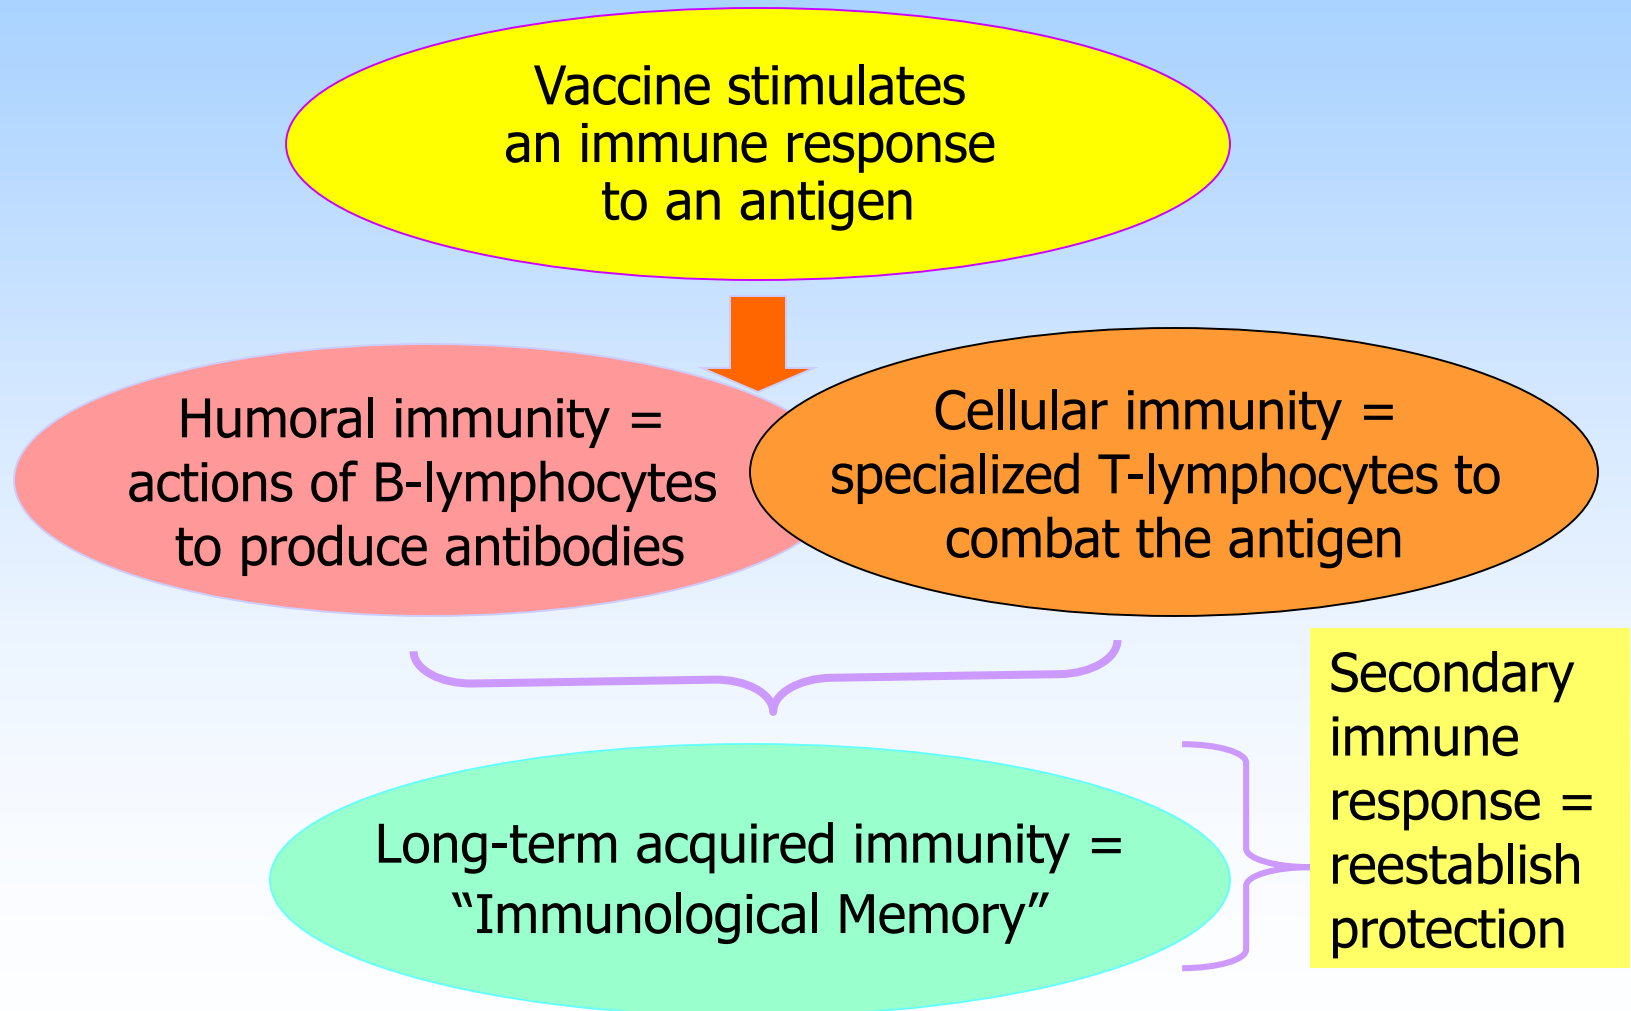 Vaccine stimulates
an immune response
to an antigen
Humoral immunity =
actions of B-lymphocytes
to produce antibodies
Cellular immunity =
specialized T-lymphocytes to
combat the antigen
Long-term acquired immunity =
“Immunological Memory”
Secondary
immune
response =
reestablish
protection